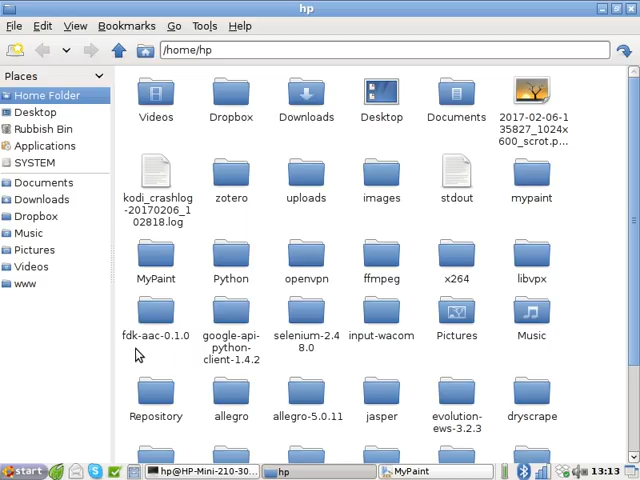 hp
File Edit View Bookmarks Go Tools Help
/home/hp
Places
Home Folder
Desktop
Rubbish Bin
Applications
SYSTEM
Documents
Downloads
Dropbox
Music
Pictures
Videos
www
Videos Dropbox Downloads Desktop Documents 2017-02-06-1
35827_1024x
600_scrot.p...
kodi_crashlog
-20170206_1
02818.log
zotero uploads images stdout mypaint
MyPaint Python openvpn ffmpeg x264 libvpx
fdk-aac-0.1.0 google-api-
python-
client-1.4.2
selenium-2.4
8.0
input-wacom Pictures Music
Repository allegro allegro-5.0.11 jasper evolution-
ews-3.2.3
dryscrape
start hp@HP-Mini-210-30... hp MyPaint 13:13